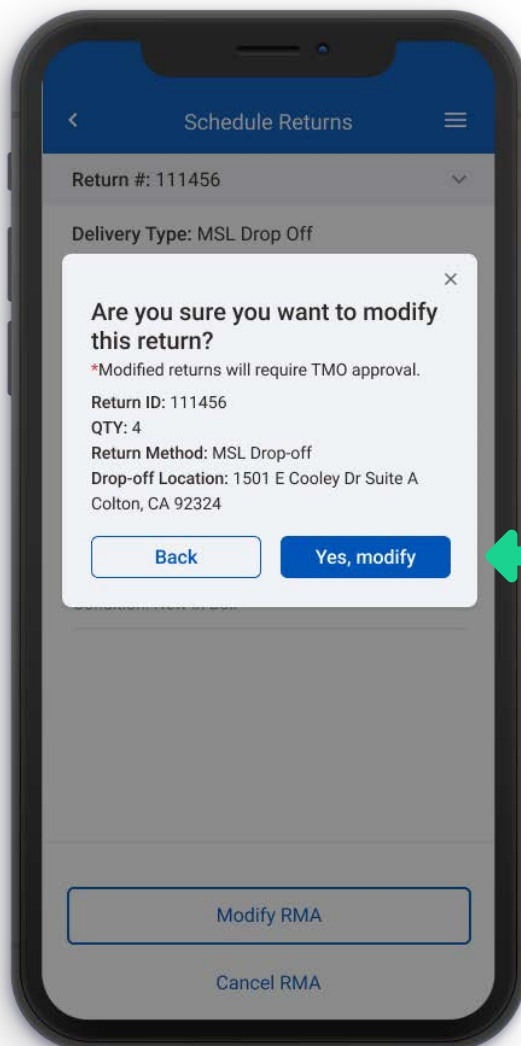 Schedule Returns
Return #: 111456
Delivery Type: MSL Drop Off
Are you sure you want to modify
this return?
*Modified returns will require TMO approval.
Return ID: 111456
QTY: 4
Return Method: MSL Drop-off
Drop-off Location: 1501 E Cooley Dr Suite A
Colton, CA 92324
Back
Yes, modify
Modify RMA
Cancel RMA